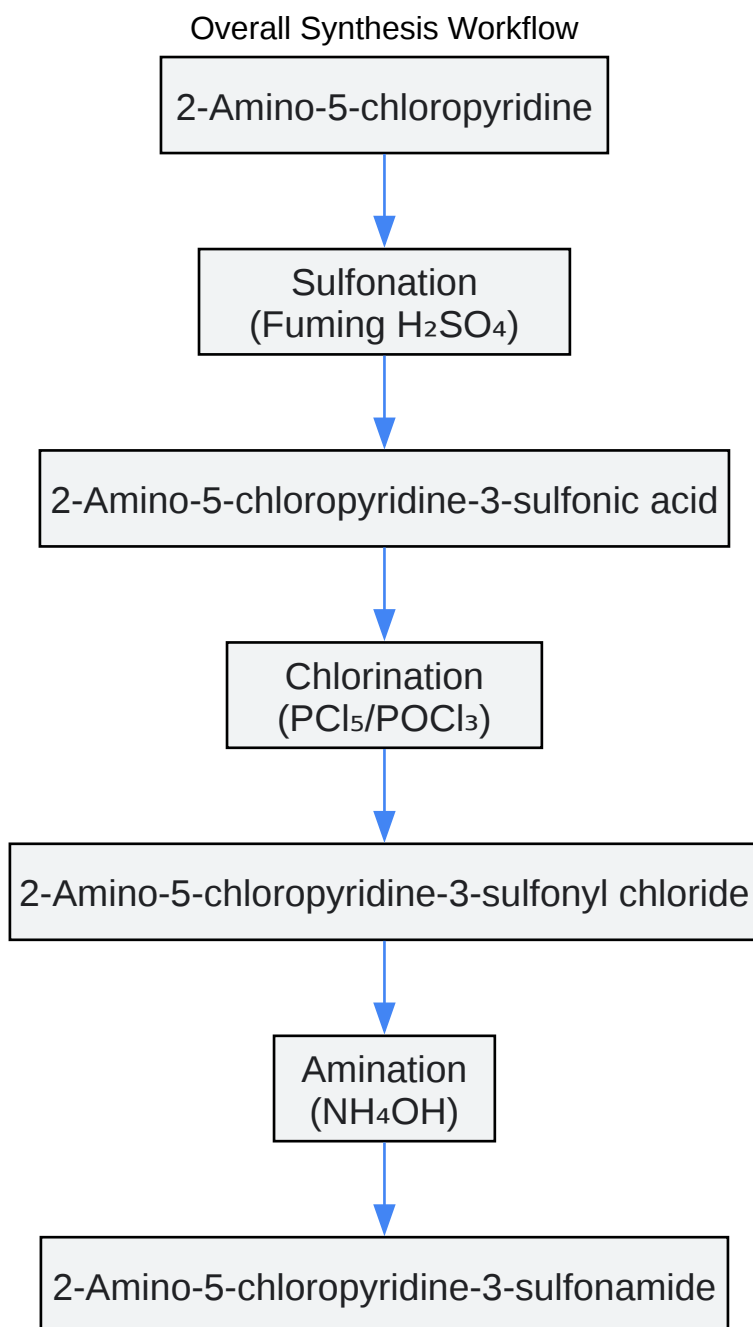 Overall Synthesis Workflow
2-Amino-5-chloropyridine
Sulfonation
(Fuming H₂SO₄)
2-Amino-5-chloropyridine-3-sulfonic acid
Chlorination
(PCl₅/POCl₃)
2-Amino-5-chloropyridine-3-sulfonyl chloride
Amination
(NH₄OH)
2-Amino-5-chloropyridine-3-sulfonamide